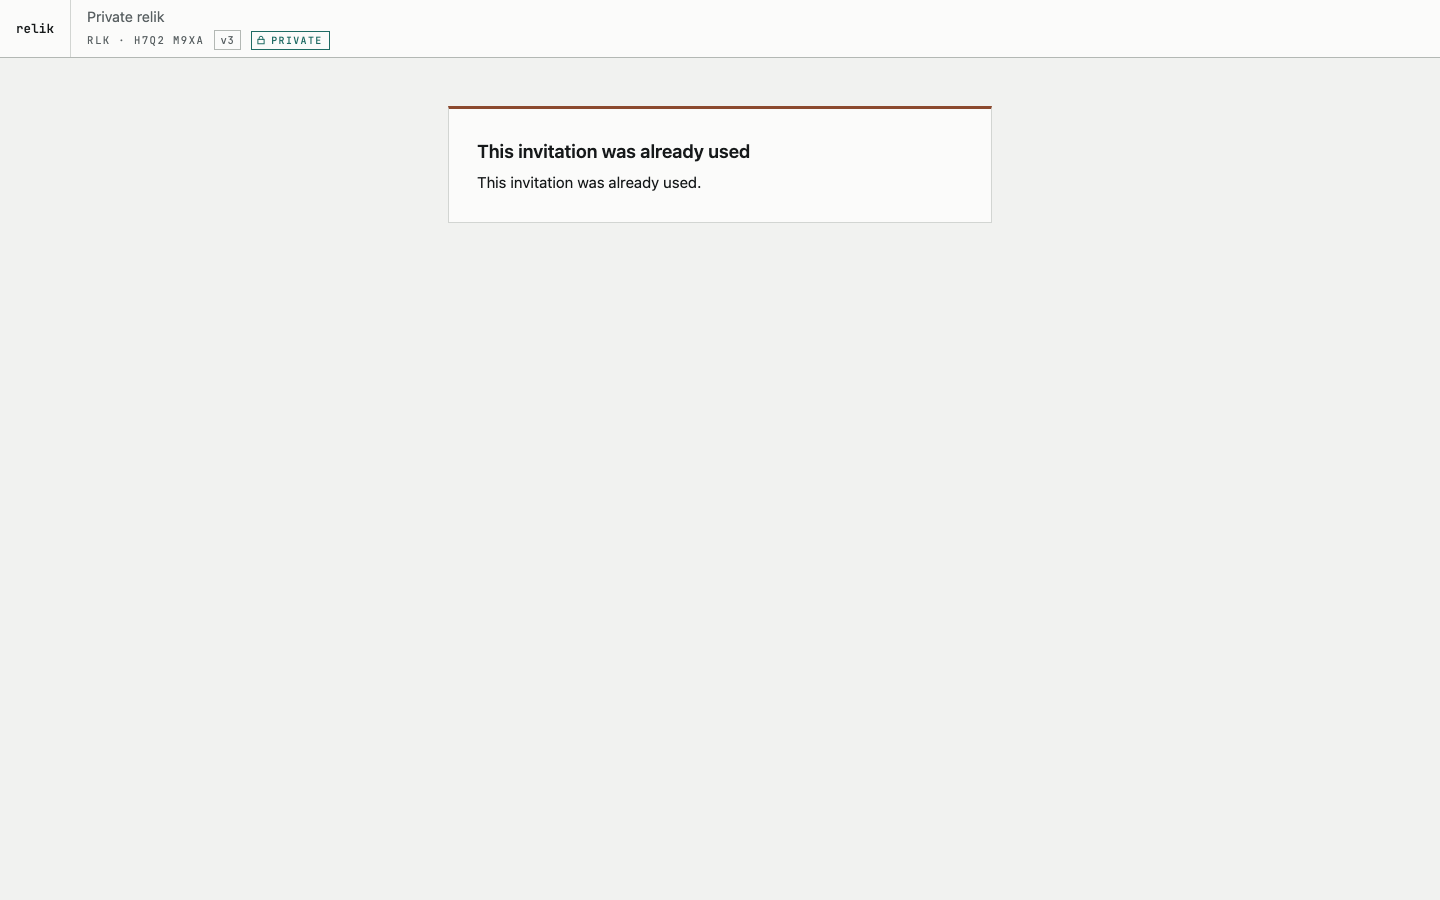 relik
Private relik
RLK · H7Q2 M9XA v3 PRIVATE
This invitation was already used
This invitation was already used.